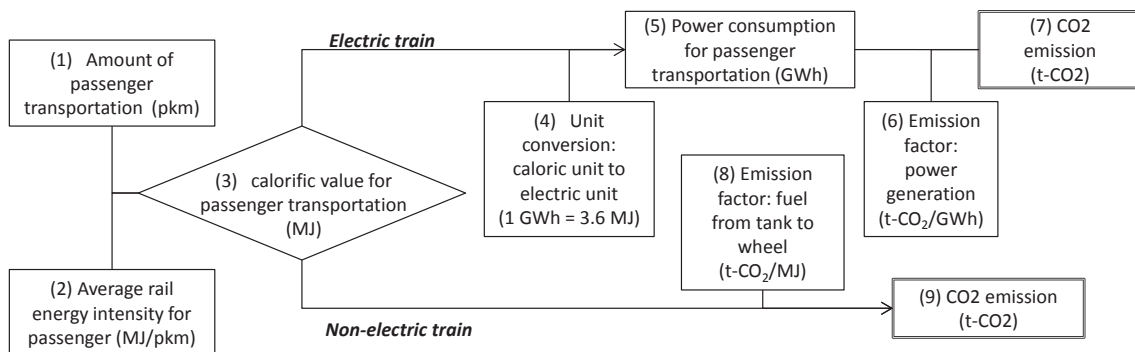 (1) Amount of
passenger
transportation (pkm)
(2) Average rail
energy intensity for
passenger (MJ/pkm)
(3) calorific value for
passenger transportation
(MJ)
Electric train
(4) Unit
conversion:
caloric unit to
electric unit
(1 GWh = 3.6 MJ)
(5) Power consumption
for passenger
transportation (GWh)
(6) Emission
factor:
power
generation
(t-CO₂/GWh)
(7) CO2
emission
(t-CO2)
(8) Emission
factor: fuel
from tank to
wheel
(t-CO₂/MJ)
Non-electric train
(9) CO2 emission
(t-CO2)